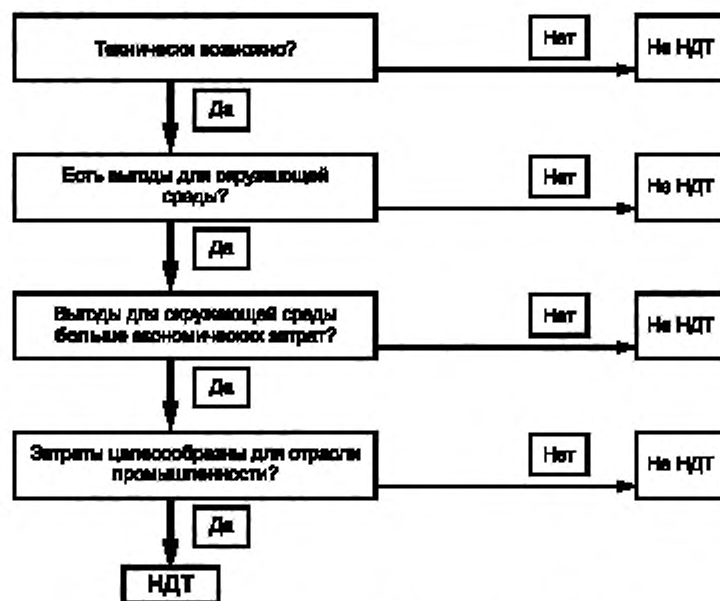 Технически возможно?
Нет
Не НДТ
Да
Есть выгоды для окружающей
среды?
Нет
Не НДТ
Да
Выгоды для окружающей среды
больше экономических затрат?
Нет
Не НДТ
Да
Затраты целесообразны для отрасли
промышленности?
Нет
Не НДТ
Да
НДТ